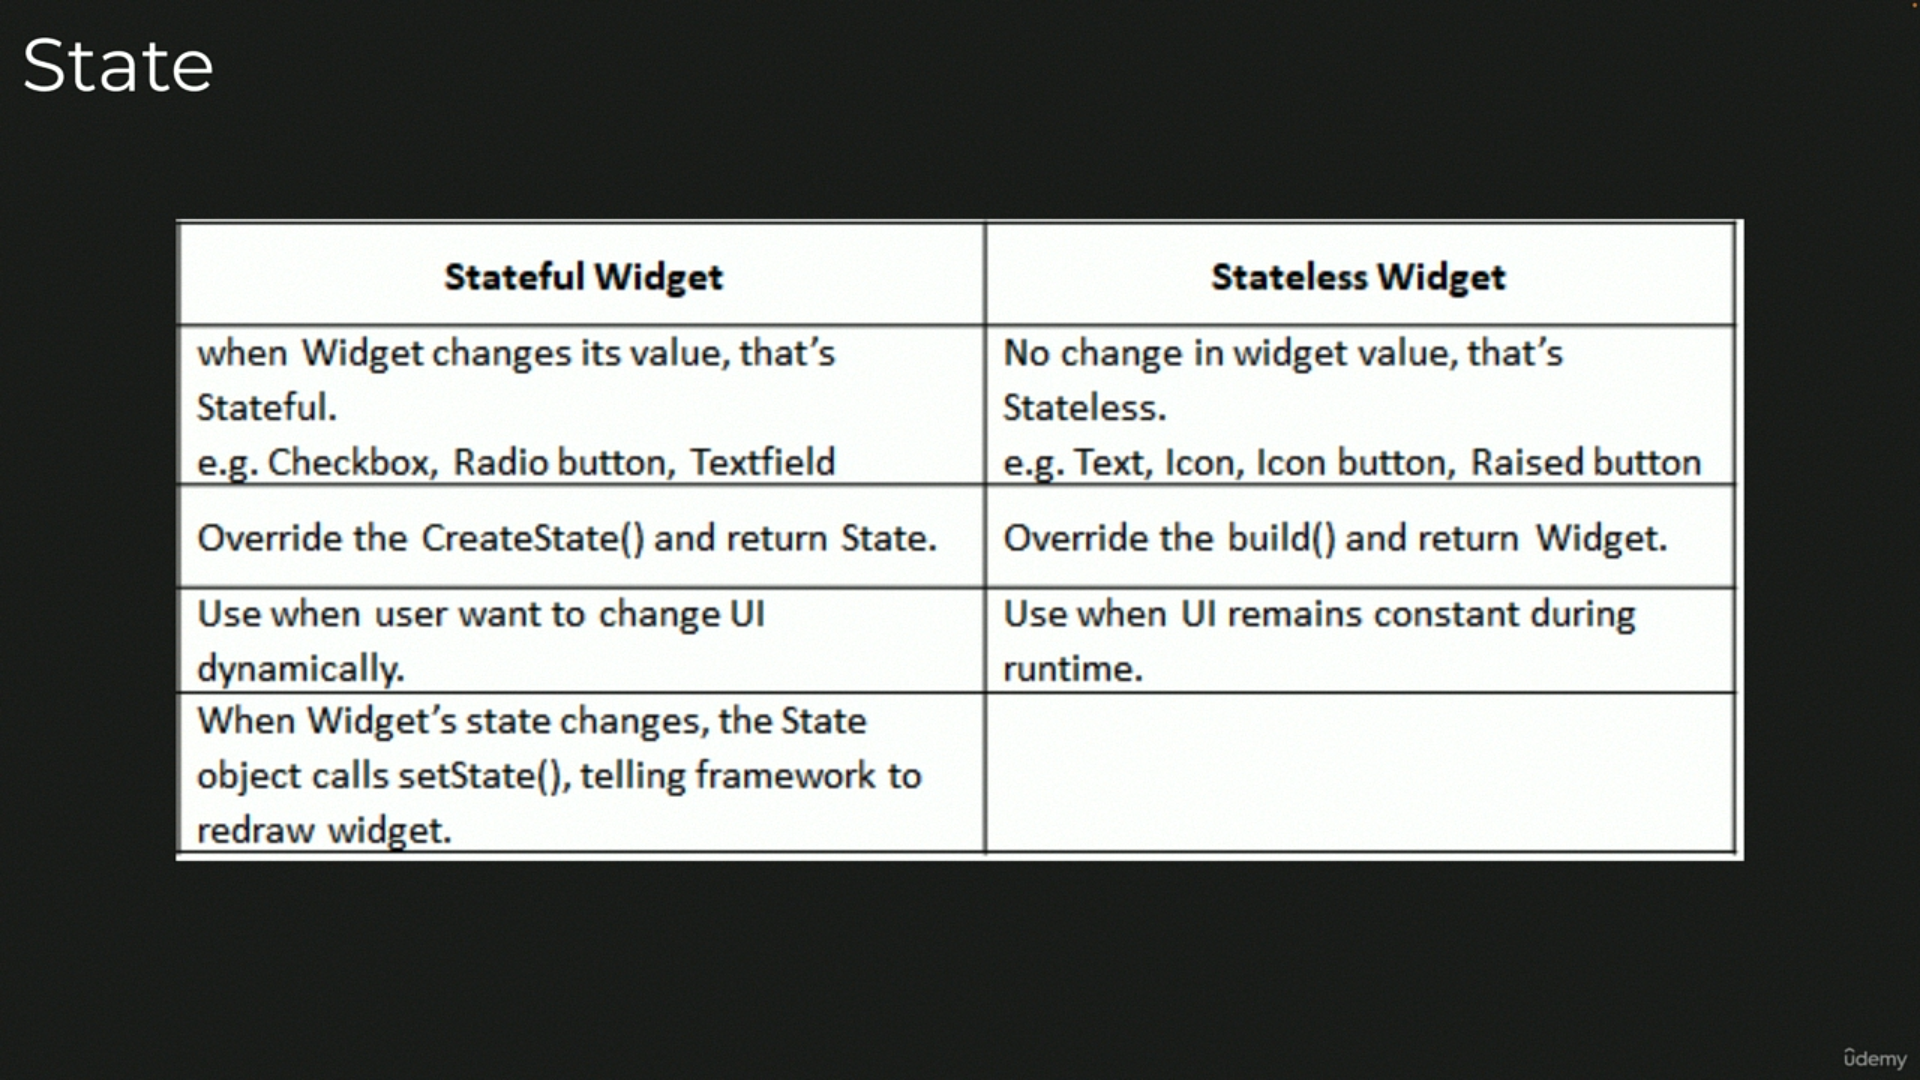 State
Stateful Widget
Stateless Widget
when Widget changes its value, that's
Stateful.
e.g. Checkbox, Radio button, Textfield
No change in widget value, that's
Stateless.
e.g. Text, Icon, Icon button, Raised button
Override the CreateState() and return State.
Override the build() and return Widget.
Use when user want to change UI
dynamically.
Use when UI remains constant during
runtime.
When Widget's state changes, the State
object calls setState(), telling framework to
redraw widget.
ûdemy